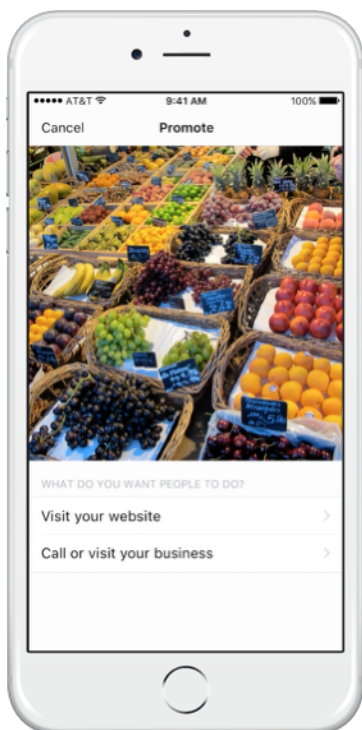 ●●●●● AT&T 9:41 AM 100%
Cancel Promote
WHAT DO YOU WANT PEOPLE TO DO?
Visit your website
Call or visit your business